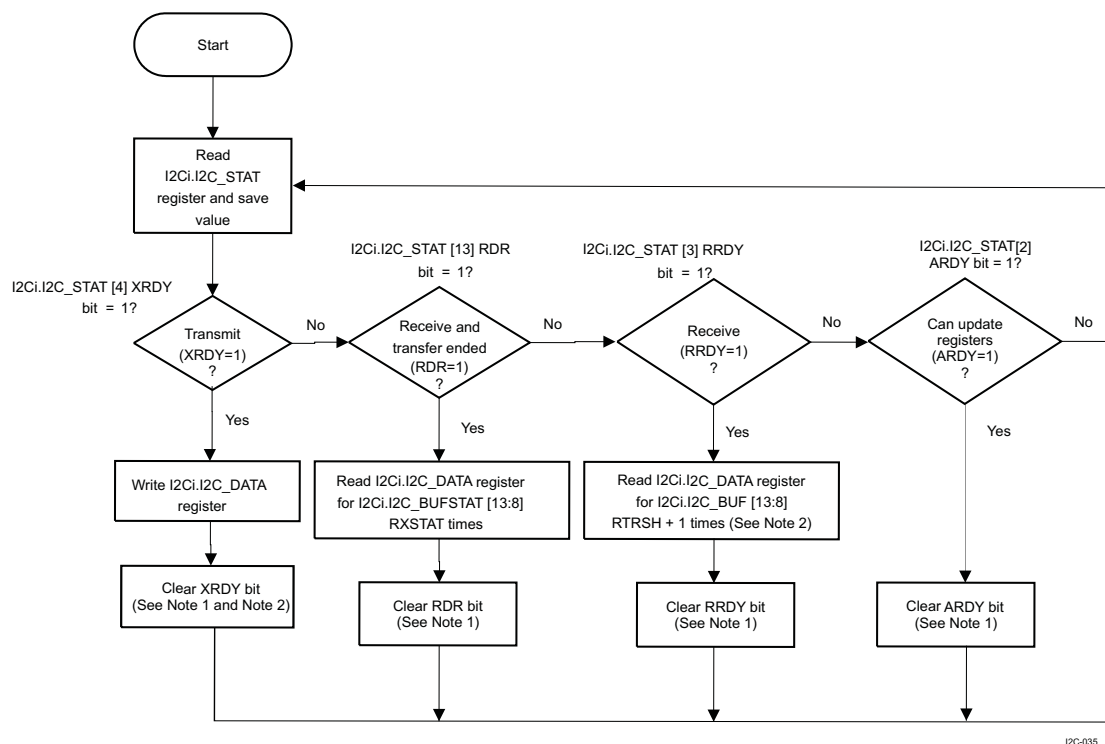 Start
Read
I2Ci.I2C_STAT
register and save
value
I2Ci.I2C_STAT [4] XRDY
bit = 1?
Transmit
(XRDY=1)
?
No
Yes
I2Ci.I2C_STAT [13] RDR
bit = 1?
Receive and
transfer ended
(RDR=1)
?
No
Yes
I2Ci.I2C_STAT [3] RRDY
bit = 1?
Receive
(RRDY=1)
?
No
Yes
I2Ci.I2C_STAT[2]
ARDY bit = 1?
Can update
registers
(ARDY=1)
?
No
Yes
Write I2Ci.I2C_DATA
register
Read I2Ci.I2C_DATA register
for I2Ci.I2C_BUFSTAT [13:8]
RXSTAT times
Read I2Ci.I2C_DATA register
for I2Ci.I2C_BUF [13:8]
RTRSH + 1 times (See Note 2)
Clear XRDY bit
(See Note 1 and Note 2)
Clear RDR bit
(See Note 1)
Clear RRDY bit
(See Note 1)
Clear ARDY bit
(See Note 1)
I2C-035